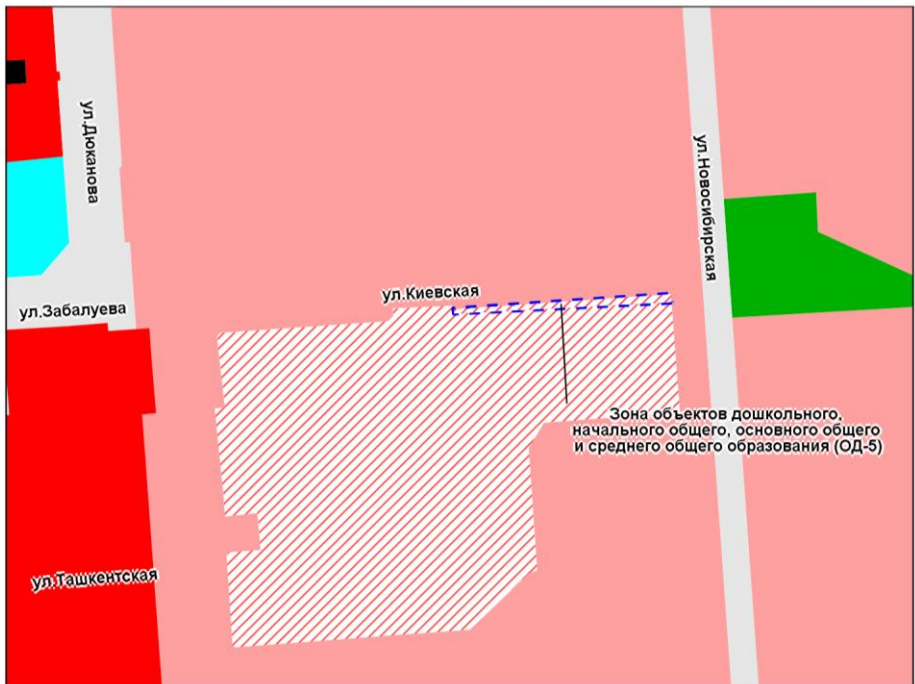 ул.Дюканова
ул.Новосибирская
ул.Киевская
ул.Забалуева
Зона объектов дошкольного,
начального общего, основного общего
и среднего общего образования (ОД-5)
ул.Ташкентская